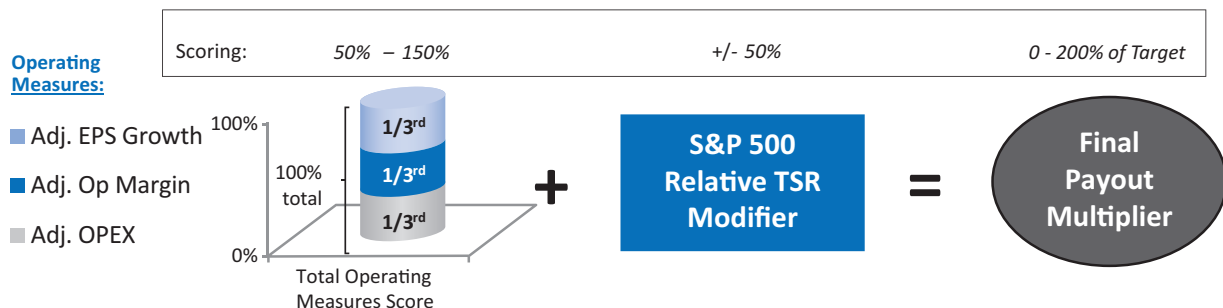 Scoring: 50% – 150% +/- 50% 0 - 200% of Target
Operating
Measures:
Adj. EPS Growth
Adj. Op Margin
Adj. OPEX
100%
0%
100%
total
1/3rd
1/3rd
1/3rd
Total Operating
Measures Score
+
S&P 500
Relative TSR
Modifier
=
Final
Payout
Multiplier